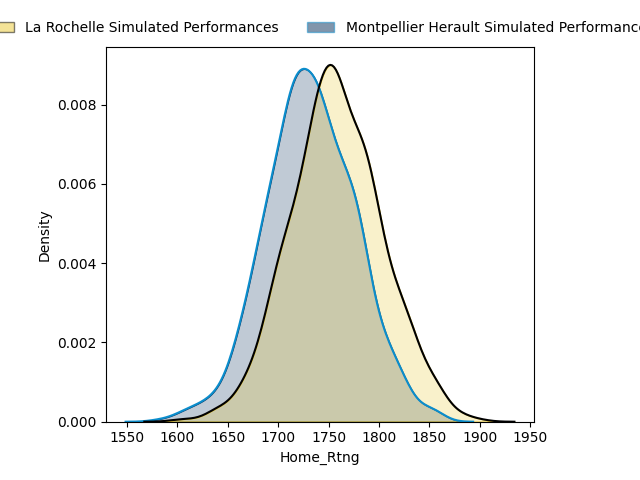 La Rochelle Simulated Performances Montpellier Herault Simulated Performanc
0.008
0.006
0.004
0.002
0.000
Density
1550 1600 1650 1700 1750 1800 1850 1900 1950
Home_Rtng